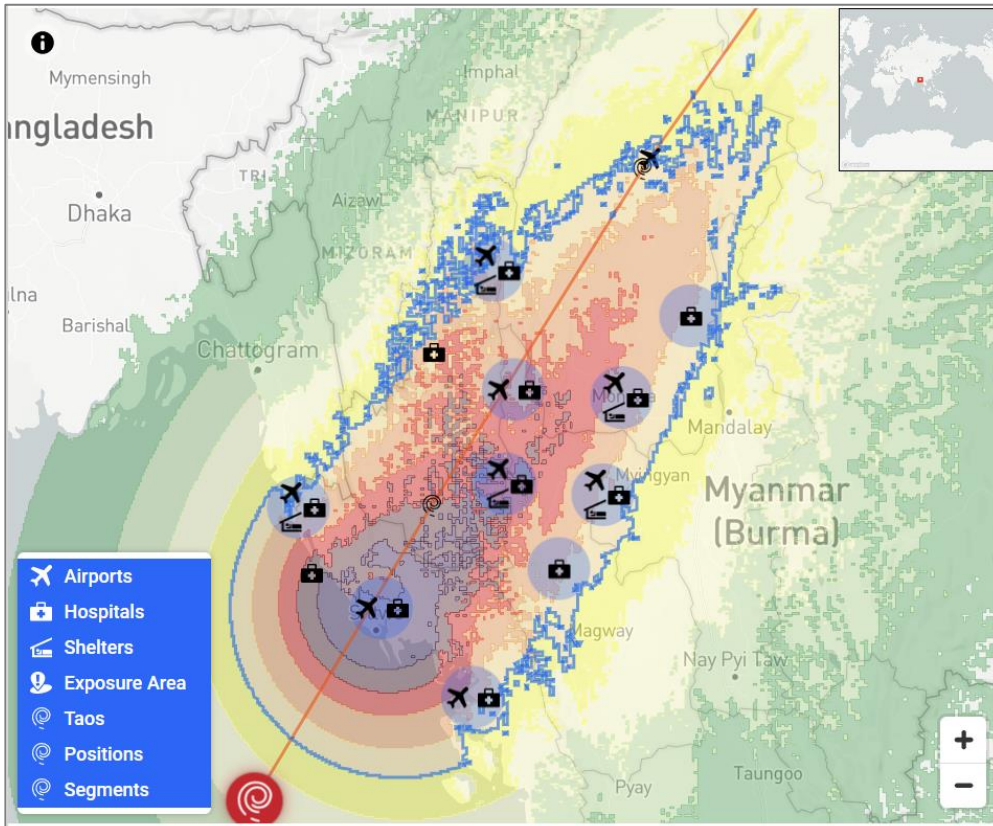 Mymensingh
Imphal
MANIPUR
angladesh
TRI
Dhaka
Aizawl
MIZORAM
lna
Barishal
Chattogram
Mandalay
Myingyan
Myanmar
(Burma)
Magway
Nay Pyi Taw
Pyay
Taungoo
Airports
Hospitals
Shelters
Exposure Area
Taos
Positions
Segments
+
−